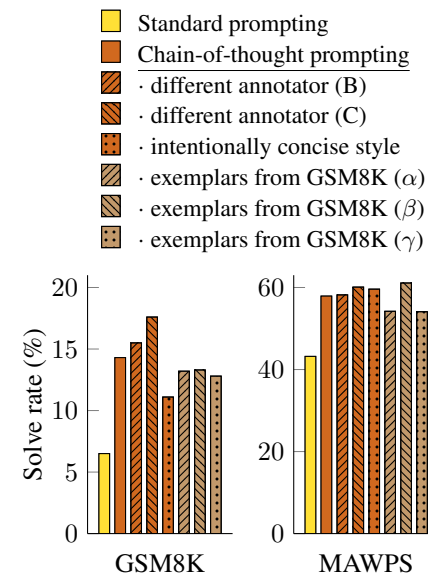 Standard prompting
Chain-of-thought prompting
· different annotator (B)
· different annotator (C)
· intentionally concise style
· exemplars from GSM8K (α)
· exemplars from GSM8K (β)
· exemplars from GSM8K (γ)
Solve rate (%)
20
15
10
5
0
GSM8K
60
40
20
0
MAWPS